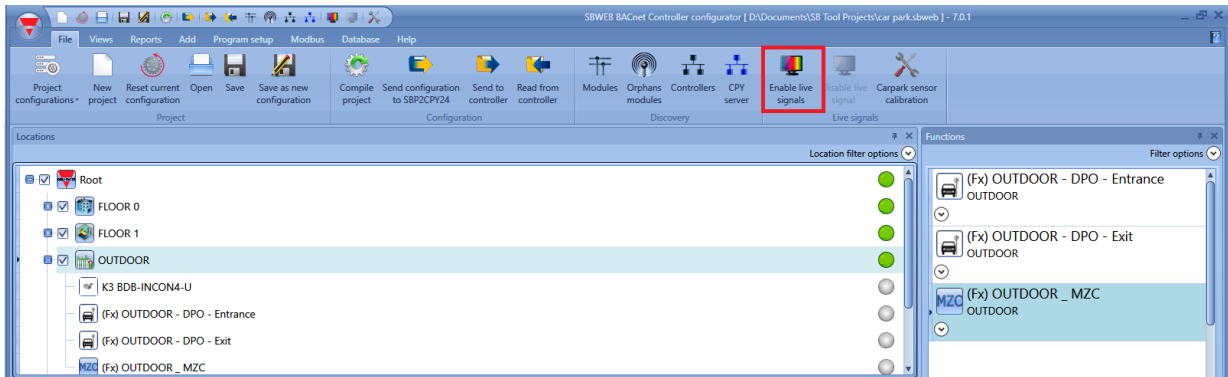 SBWEB BACnet Controller configurator [ D:\Documents\SB Tool Projects\car park.sbweb ] - 7.0.1
File Views Reports Add Program setup Modbus Database Help
Project configurations
New project
Reset current configuration
Open
Save
Save as new configuration
Compile project
Send configuration to SBP2CPY24
Send to controller
Read from controller
Modules
Orphans modules
Controllers
CPY server
Enable live signals
Disable live signal
Carpark sensor calibration
Project
Configuration
Discovery
Live signals
Locations
Location filter options
Root
FLOOR 0
FLOOR 1
OUTDOOR
K3 BDB-INCON4-U
(Fx) OUTDOOR - DPO - Entrance
(Fx) OUTDOOR - DPO - Exit
MZC (Fx) OUTDOOR _ MZC
Functions
Filter options
(Fx) OUTDOOR - DPO - Entrance
OUTDOOR
(Fx) OUTDOOR - DPO - Exit
OUTDOOR
MZC (Fx) OUTDOOR _ MZC
OUTDOOR